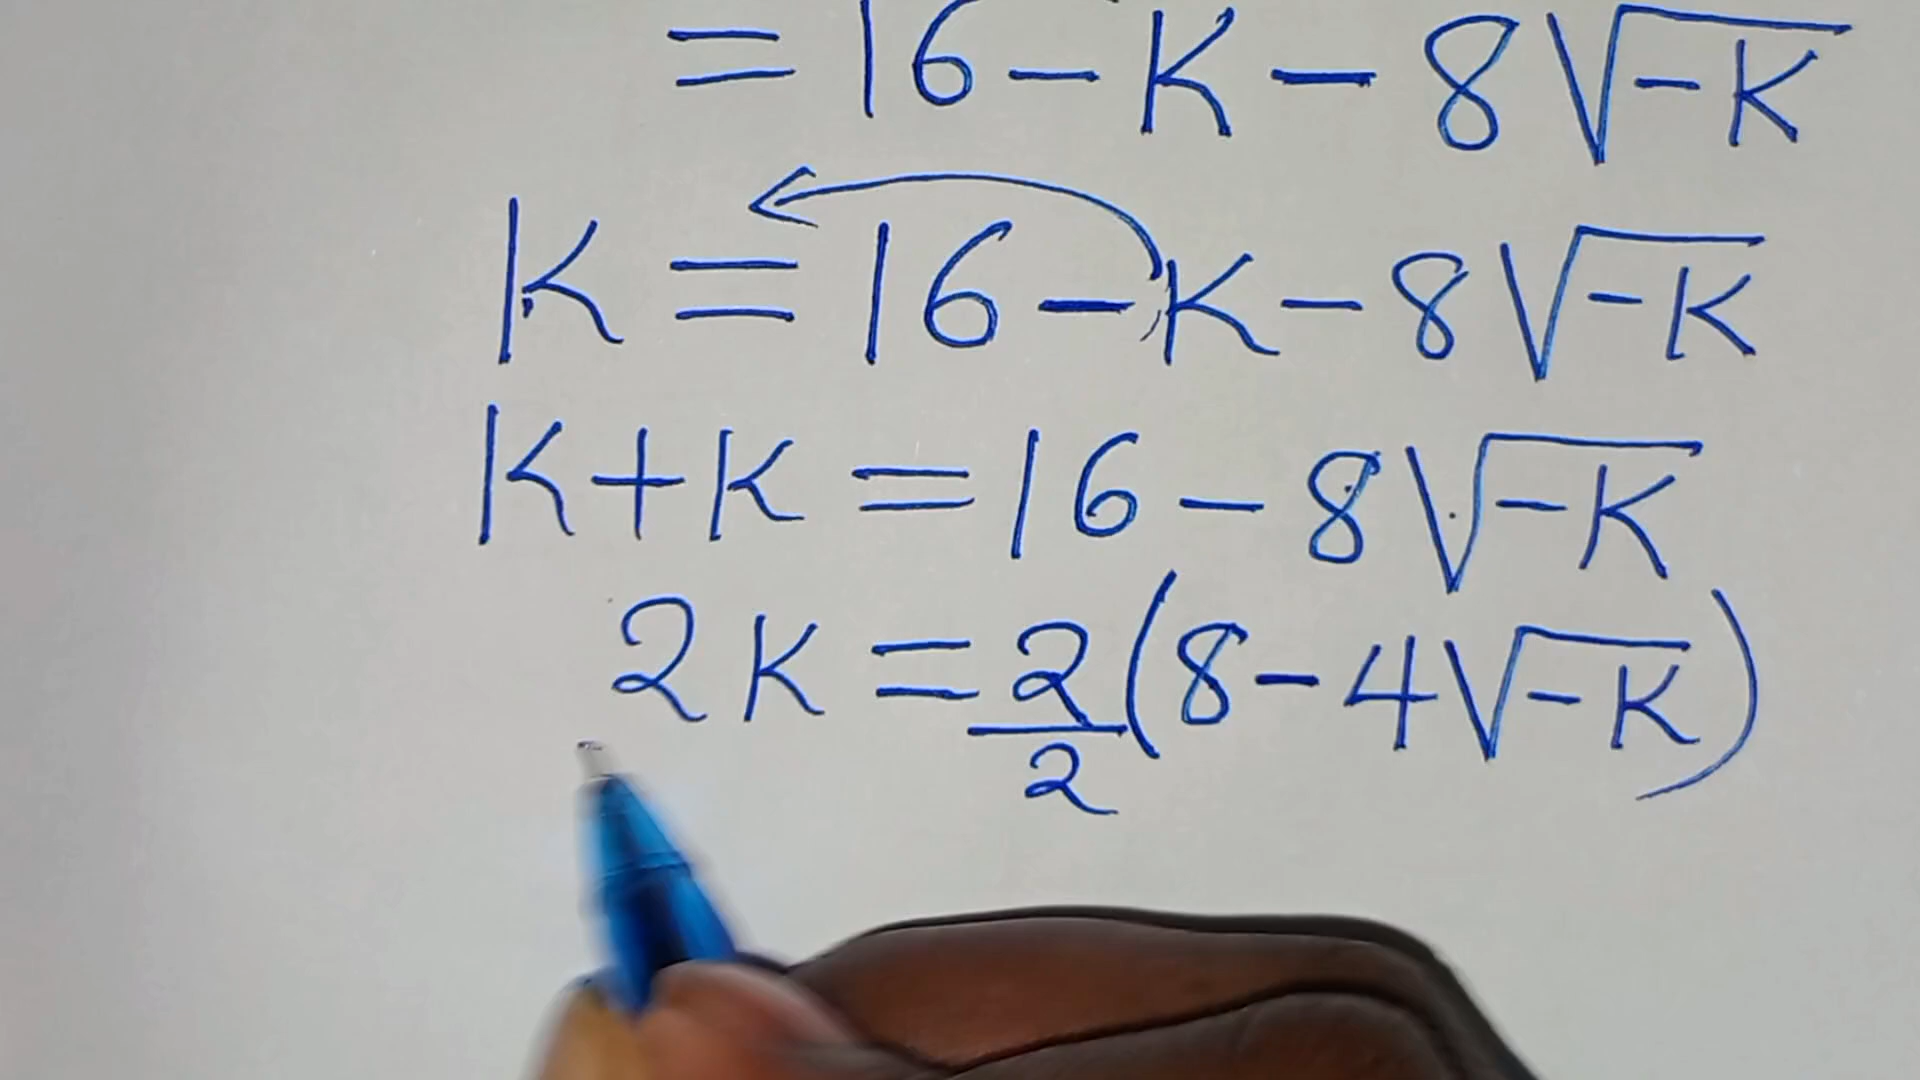 = 16 - K - 8√-K
K = 16 - K - 8√-K
K + K = 16 - 8√-K
2K = 2/2 (8 - 4√-K)